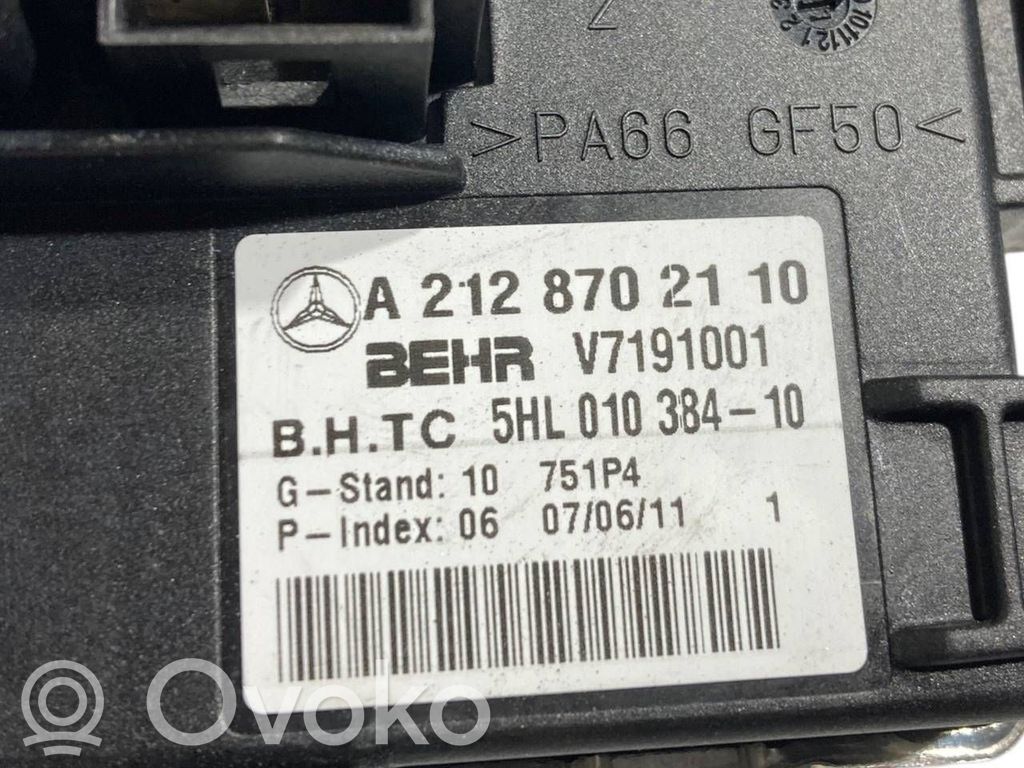 Z
>PA66 GF50<
A 212 870 21 10
BEHR V7191001
B.H.TC 5HL 010 384-10
G-Stand: 10 751P4
P-Index: 06 07/06/11 1
Ovoko